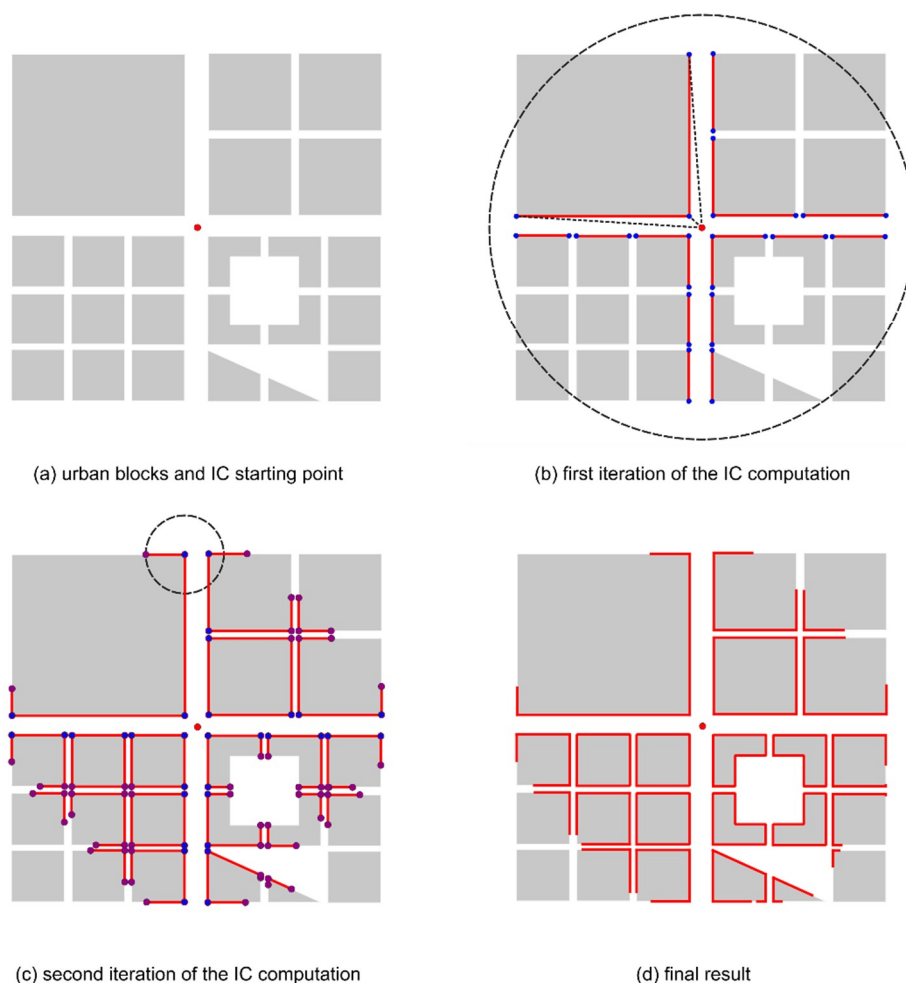 (a) urban blocks and IC starting point
(b) first iteration of the IC computation
(c) second iteration of the IC computation
(d) final result